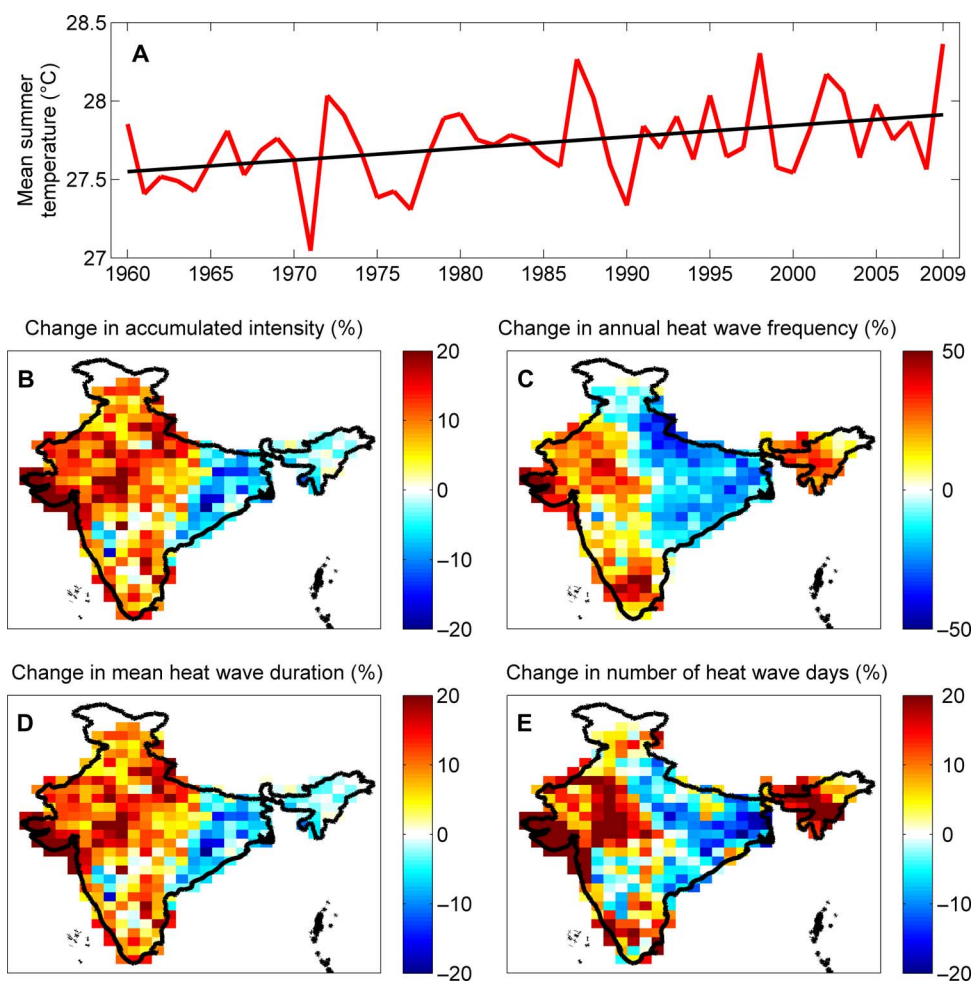 A
Mean summer
temperature (°C)
28.5
28
27.5
27
1960 1965 1970 1975 1980 1985 1990 1995 2000 2005 2009
Change in accumulated intensity (%)
B
20
10
0
–10
–20
Change in annual heat wave frequency (%)
C
50
0
–50
Change in mean heat wave duration (%)
D
20
10
0
–10
–20
Change in number of heat wave days (%)
E
20
10
0
–10
–20